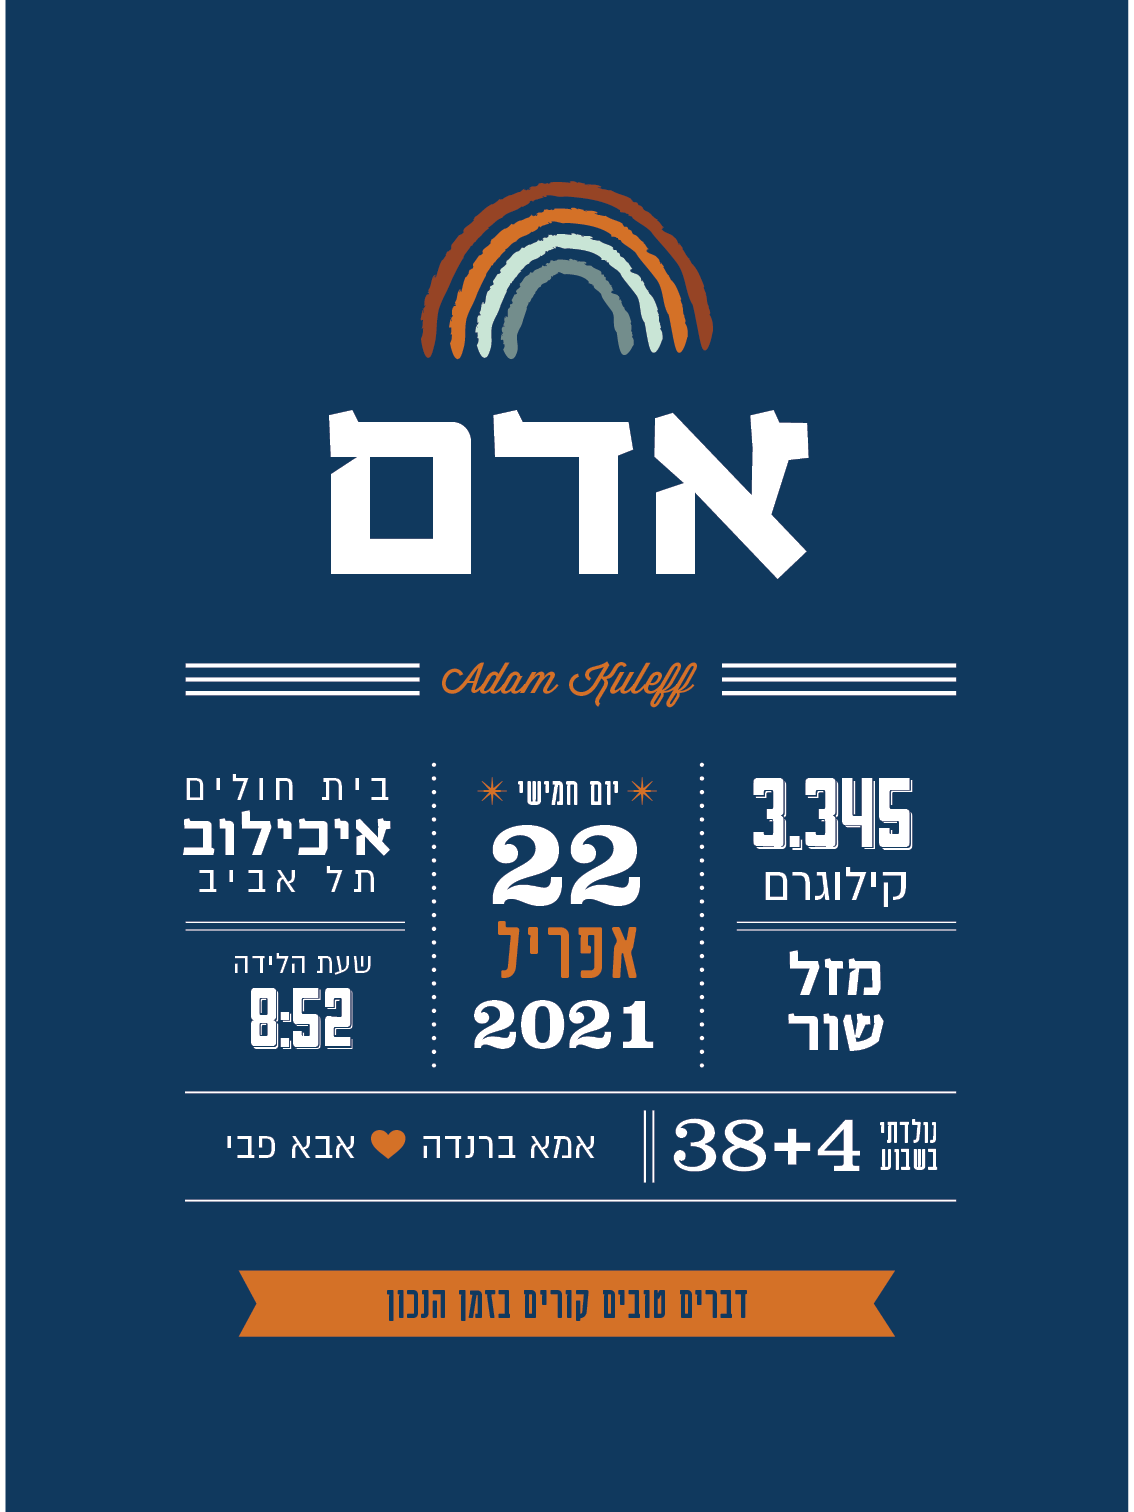 אדם
Adam Kuleff
3.345
קילוגרם
מזל
שור
יום חמישי
22
אפריל
2021
בית חולים
איכילוב
תל אביב
שעת הלידה
8:52
נולדתי
בשבוע
38+4
אמא ברנדה ♥ אבא פבי
דברים טובים קורים בזמן הנכון